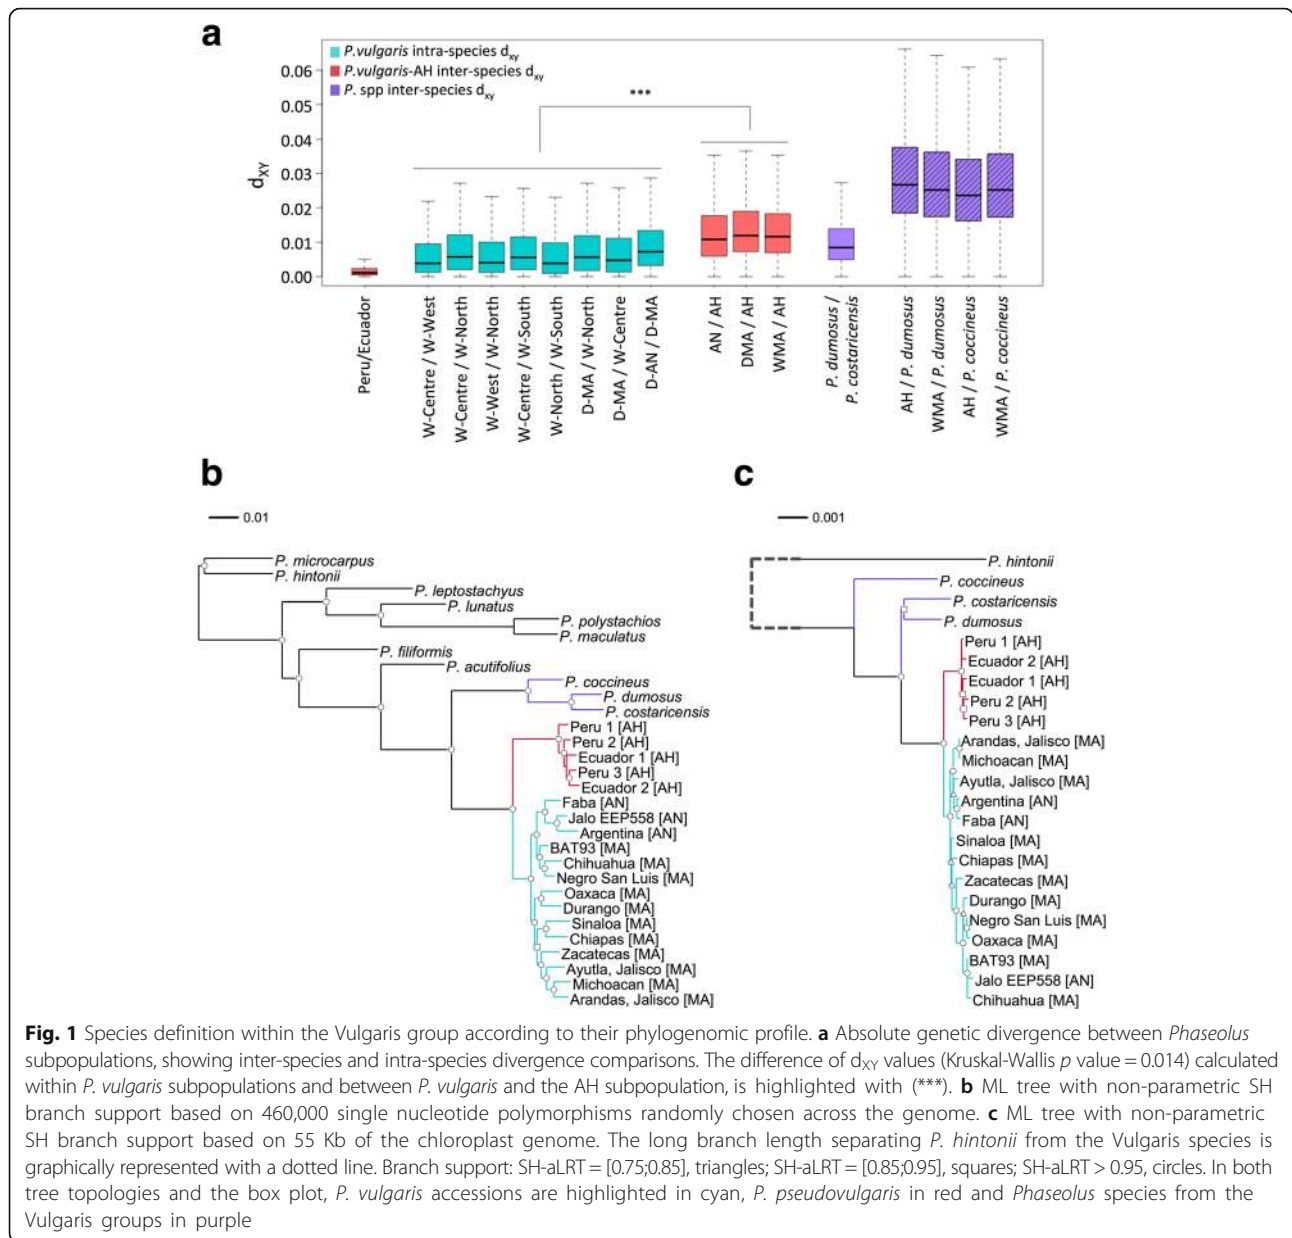 a
P.vulgaris intra-species dxy
P.vulgaris-AH inter-species dxy
P. spp inter-species dxy
***
dXY
0.06
0.05
0.04
0.03
0.02
0.01
0.00
Peru/Ecuador
W-Centre / W-West
W-Centre / W-North
W-West / W-North
W-Centre / W-South
W-North / W-South
D-MA / W-North
D-MA / W-Centre
D-AN / D-MA
AN / AH
DMA / AH
WMA / AH
P. dumosus /
P. costaricensis
AH / P. dumosus
WMA / P. dumosus
AH / P. coccineus
WMA / P. coccineus
b
0.01
P. microcarpus
P. hintonii
P. leptostachyus
P. lunatus
P. polystachios
P. maculatus
P. filiformis
P. acutifolius
P. coccineus
P. dumosus
P. costaricensis
Peru 1 [AH]
Peru 2 [AH]
Ecuador 1 [AH]
Peru 3 [AH]
Ecuador 2 [AH]
Faba [AN]
Jalo EEP558 [AN]
Argentina [AN]
BAT93 [MA]
Chihuahua [MA]
Negro San Luis [MA]
Oaxaca [MA]
Durango [MA]
Sinaloa [MA]
Chiapas [MA]
Zacatecas [MA]
Ayutla, Jalisco [MA]
Michoacan [MA]
Arandas, Jalisco [MA]
c
0.001
P. hintonii
P. coccineus
P. costaricensis
P. dumosus
Peru 1 [AH]
Ecuador 2 [AH]
Ecuador 1 [AH]
Peru 2 [AH]
Peru 3 [AH]
Arandas, Jalisco [MA]
Michoacan [MA]
Ayutla, Jalisco [MA]
Argentina [AN]
Faba [AN]
Sinaloa [MA]
Chiapas [MA]
Zacatecas [MA]
Durango [MA]
Negro San Luis [MA]
Oaxaca [MA]
BAT93 [MA]
Jalo EEP558 [AN]
Chihuahua [MA]
Fig. 1 Species definition within the Vulgaris group according to their phylogenomic profile. a Absolute genetic divergence between Phaseolus
subpopulations, showing inter-species and intra-species divergence comparisons. The difference of dXY values (Kruskal-Wallis p value = 0.014) calculated
within P. vulgaris subpopulations and between P. vulgaris and the AH subpopulation, is highlighted with (***). b ML tree with non-parametric SH
branch support based on 460,000 single nucleotide polymorphisms randomly chosen across the genome. c ML tree with non-parametric
SH branch support based on 55 Kb of the chloroplast genome. The long branch length separating P. hintonii from the Vulgaris species is
graphically represented with a dotted line. Branch support: SH-aLRT = [0.75;0.85], triangles; SH-aLRT = [0.85;0.95], squares; SH-aLRT > 0.95, circles. In both
tree topologies and the box plot, P. vulgaris accessions are highlighted in cyan, P. pseudovulgaris in red and Phaseolus species from the
Vulgaris groups in purple